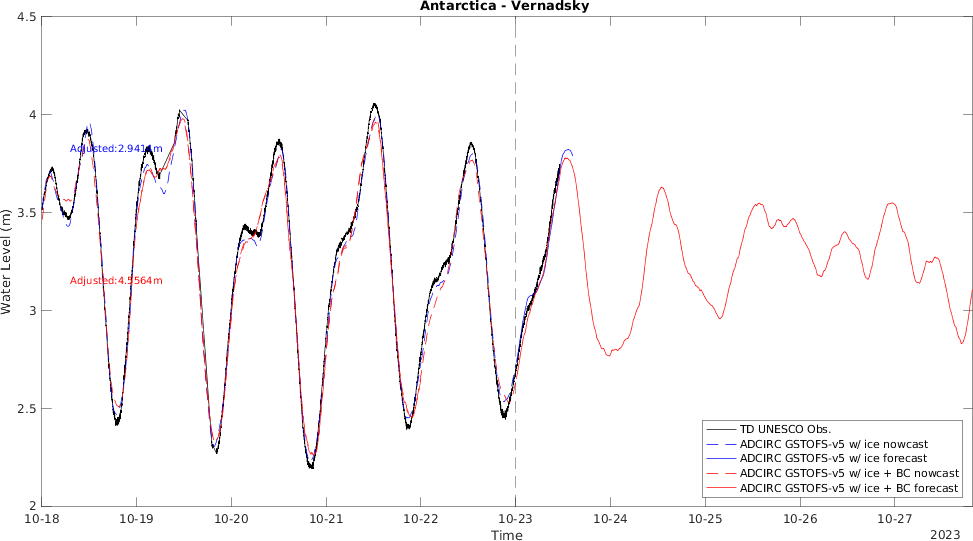 Antarctica - Vernadsky
4.5
4
3.5
3
2.5
2
Water Level (m)
Adjusted:2.9411m
Adjusted:4.5564m
TD UNESCO Obs.
ADCIRC GSTOFS-v5 w/ ice nowcast
ADCIRC GSTOFS-v5 w/ ice forecast
ADCIRC GSTOFS-v5 w/ ice + BC nowcast
ADCIRC GSTOFS-v5 w/ ice + BC forecast
10-18 10-19 10-20 10-21 10-22 10-23 10-24 10-25 10-26 10-27
Time
2023